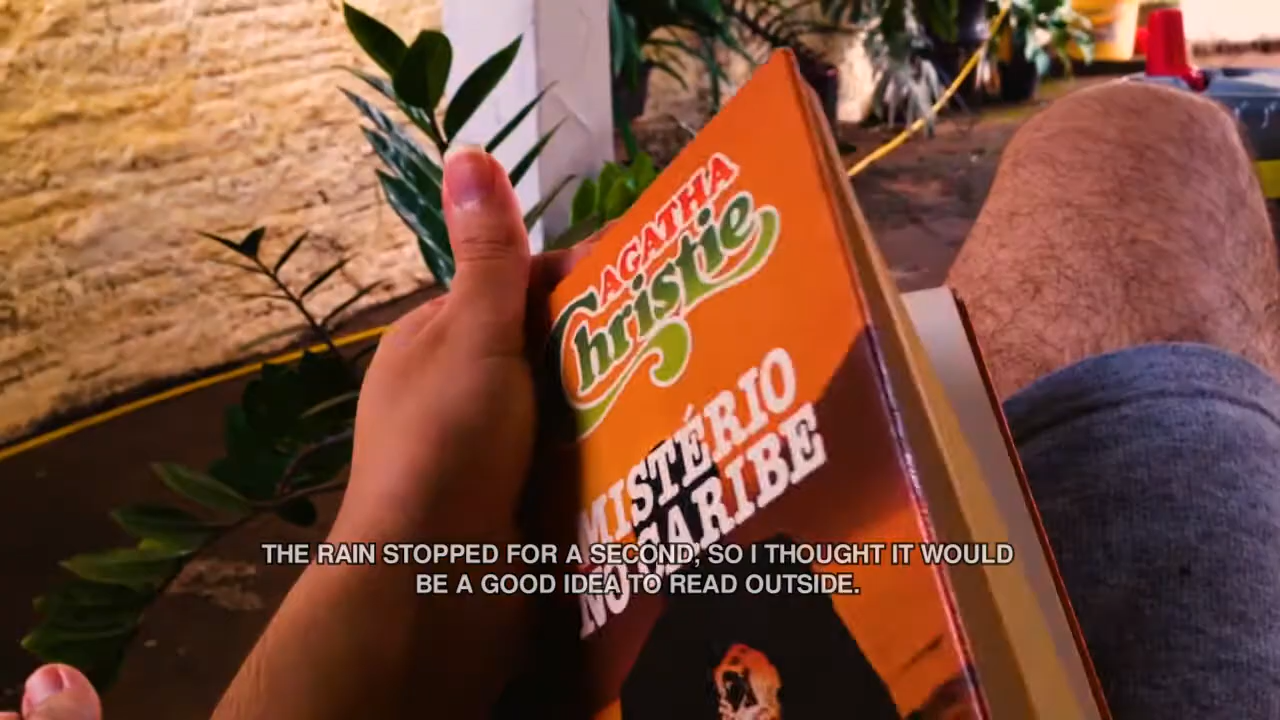 AGATHA
Christie
MISTÉRIO
NO CARIBE
THE RAIN STOPPED FOR A SECOND, SO I THOUGHT IT WOULD
BE A GOOD IDEA TO READ OUTSIDE.